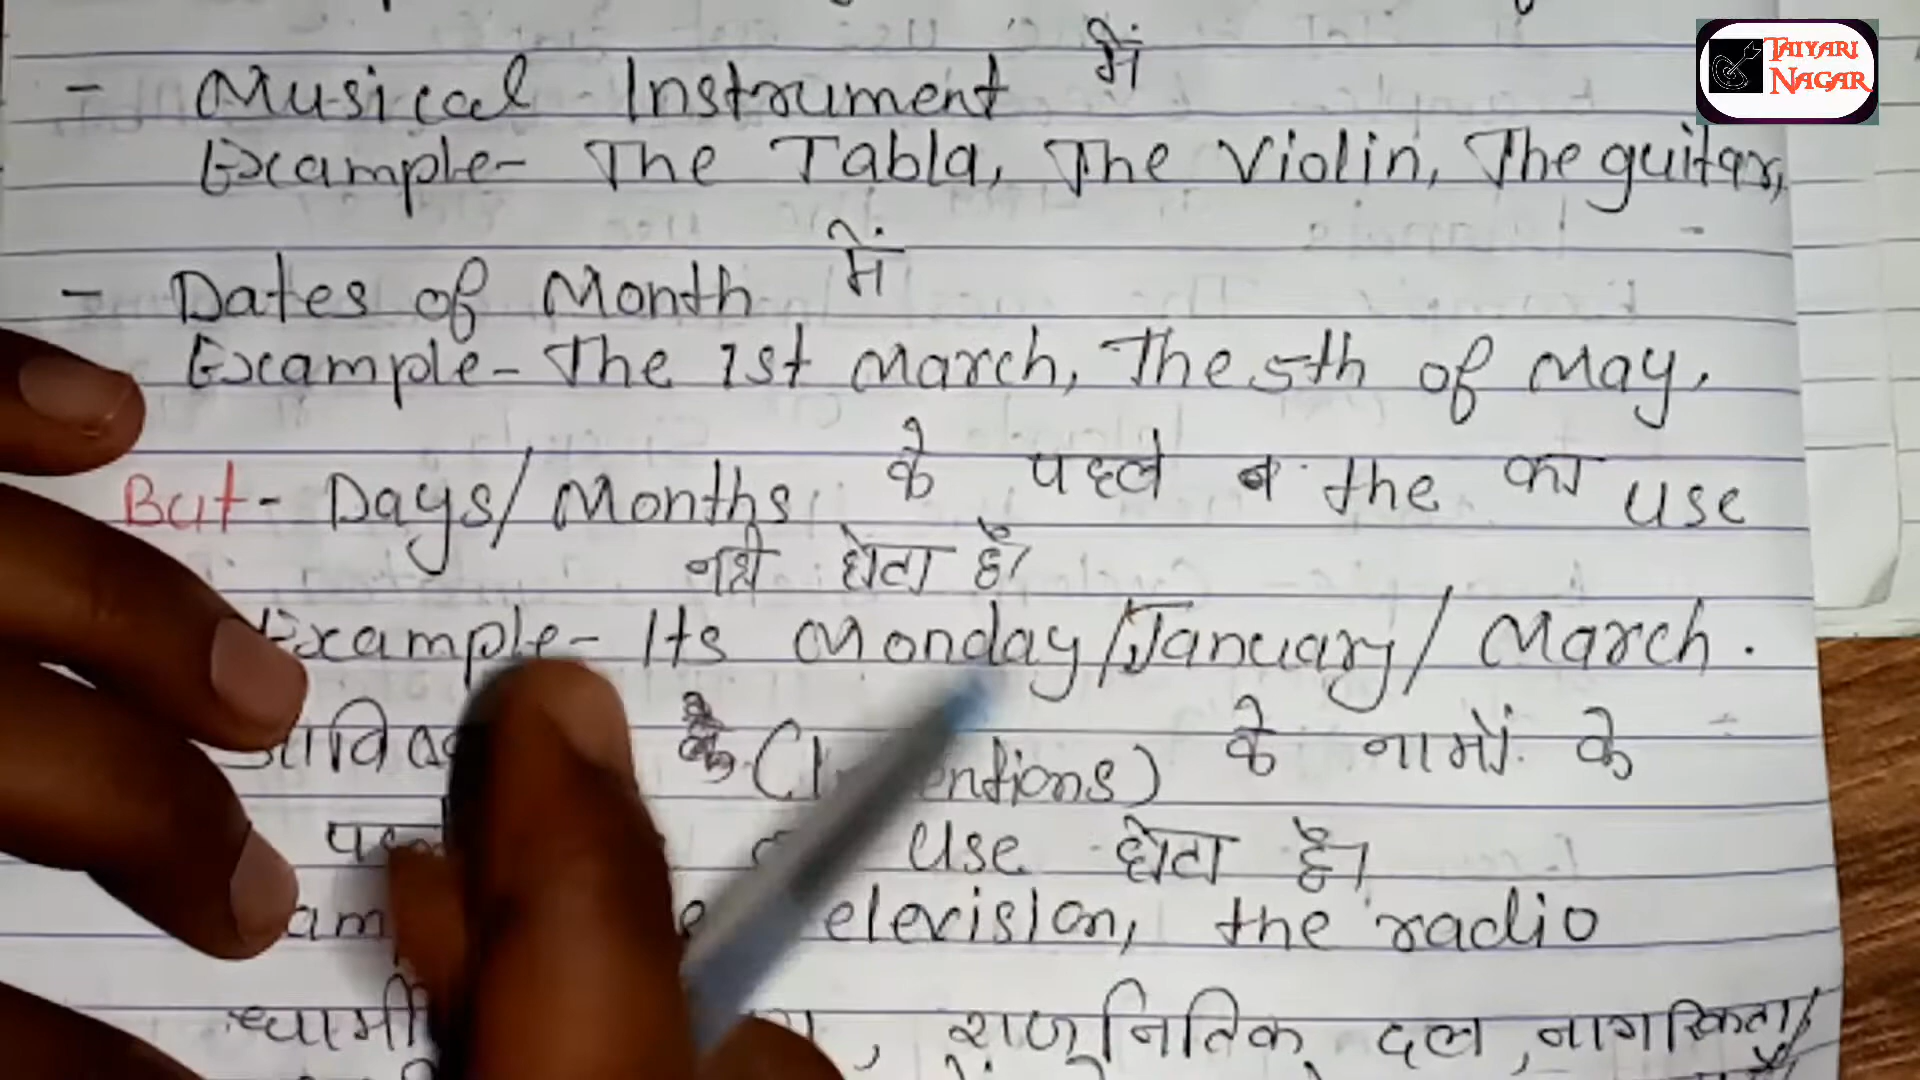 - Musical Instrument में
Example- The Tabla, The Violin, The guitar,
- Dates of Month में
Example- The 1st March, The 5th of May,
But- Days/Months के पहले the का use
नही होता है।
Example- Its Monday/January/ March.
के (Inventions) के नामों के
use होता है।
television, the radio
राजनितिक दल, नागरिकता/
TAIYARI
NAGAR